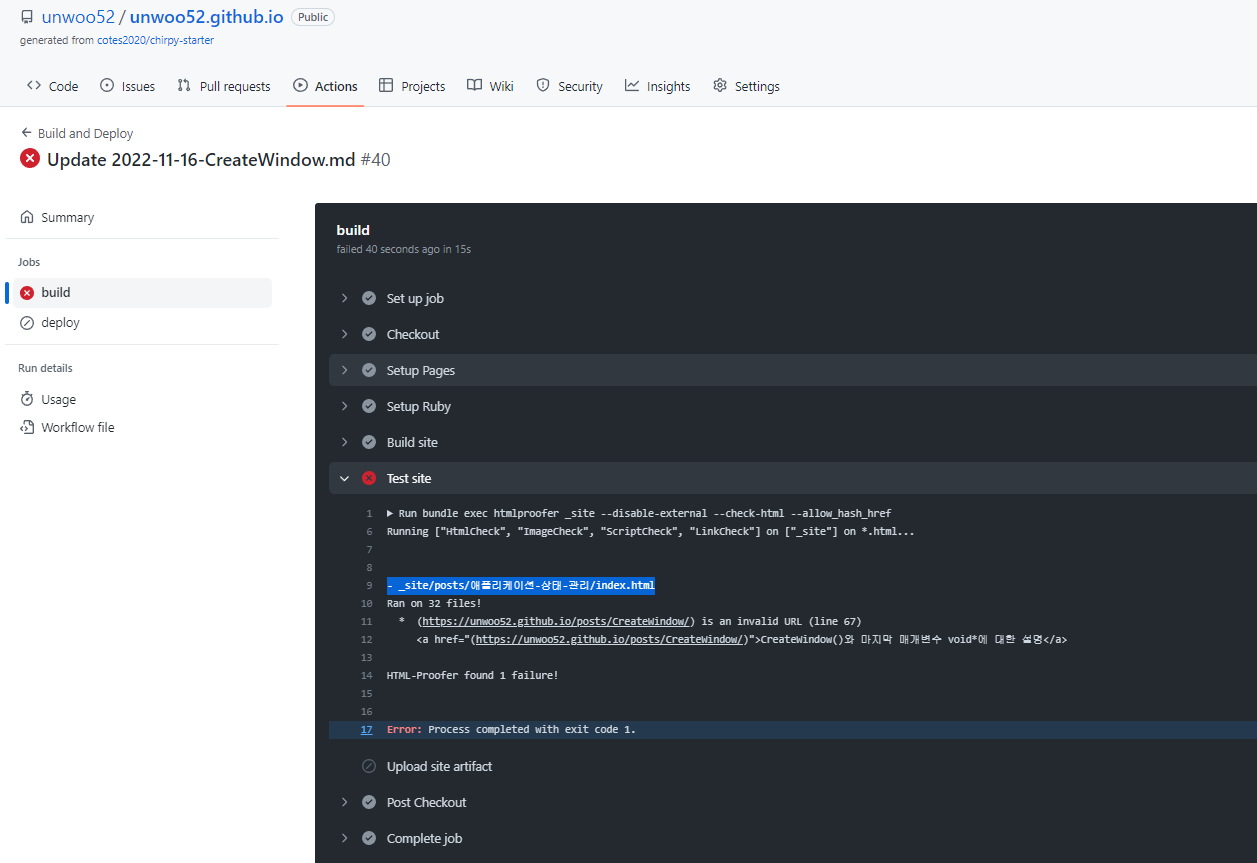 unwoo52 / unwoo52.github.io Public
generated from cotes2020/chirpy-starter
Code Issues Pull requests Actions Projects Wiki Security Insights Settings
Build and Deploy
Update 2022-11-16-CreateWindow.md #40
Summary
Jobs
build
deploy
Run details
Usage
Workflow file
build
failed 40 seconds ago in 15s
Set up job
Checkout
Setup Pages
Setup Ruby
Build site
Test site
1 Run bundle exec htmlproofer _site --disable-external --check-html --allow_hash_href
6 Running ["HtmlCheck", "ImageCheck", "ScriptCheck", "LinkCheck"] on ["_site"] on *.html...
7
8
9 - _site/posts/애플리케이션-상태-관리/index.html
10 Ran on 32 files!
11 * (https://unwoo52.github.io/posts/CreateWindow/) is an invalid URL (line 67)
12 <a href="(https://unwoo52.github.io/posts/CreateWindow/)">CreateWindow()와 마지막 매개변수 void*에 대한 설명</a>
13
14 HTML-Proofer found 1 failure!
15
16
17 Error: Process completed with exit code 1.
Upload site artifact
Post Checkout
Complete job